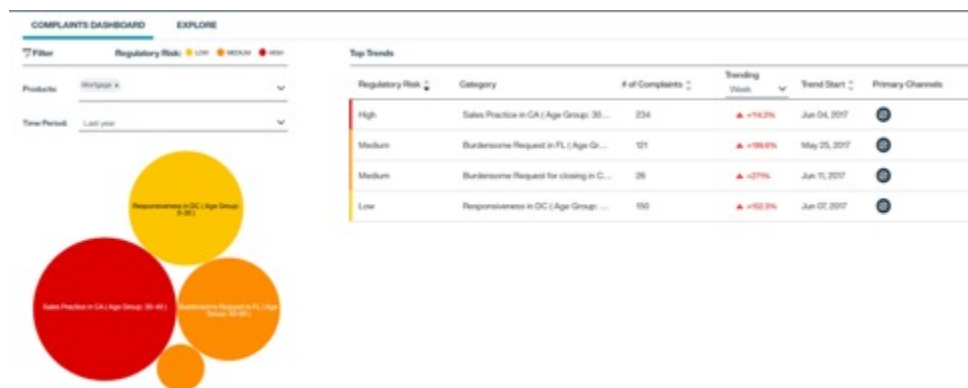 COMPLAINTS DASHBOARD EXPLORE
Filter Regulatory Risk: LOW MEDIUM HIGH
Products: Mortgage x
Time Period: Last year
Responsiveness in DC ( Age Group:
Sales Practice in CA ( Age Group: 30-40 )
Burdensome Request in FL ( Age
Top Trends
Regulatory Risk Category # of Complaints Trending Week Trend Start Primary Channels
High Sales Practice in CA ( Age Group: 30... 234 Jun 04, 2017
Medium Burdensome Request in FL ( Age Gr... 121 May 25, 2017
Medium Burdensome Request for closing in C... 26 +271% Jun 11, 2017
Low Responsiveness in DC ( Age Group: ... 150 Jun 07, 2017